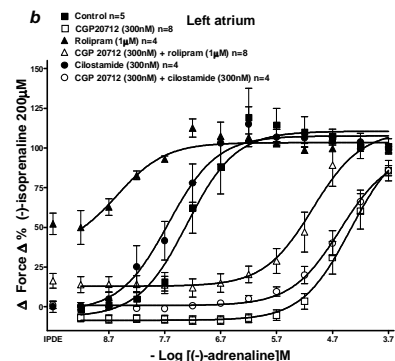 b
Left atrium
Control n=5
CGP20712 (300nM) n=8
Rolipram (1μM) n=4
CGP 20712 (300nM) + rolipram (1μM) n=8
Cilostamide (300nM) n=4
CGP 20712 (300nM) + cilostamide (300nM) n=4
Δ Force Δ % (-)-isoprenaline 200μM
150
125
100
75
50
25
0
IPDE 8.7 7.7 6.7 5.7 4.7 3.7
- Log [(-)-adrenaline]M